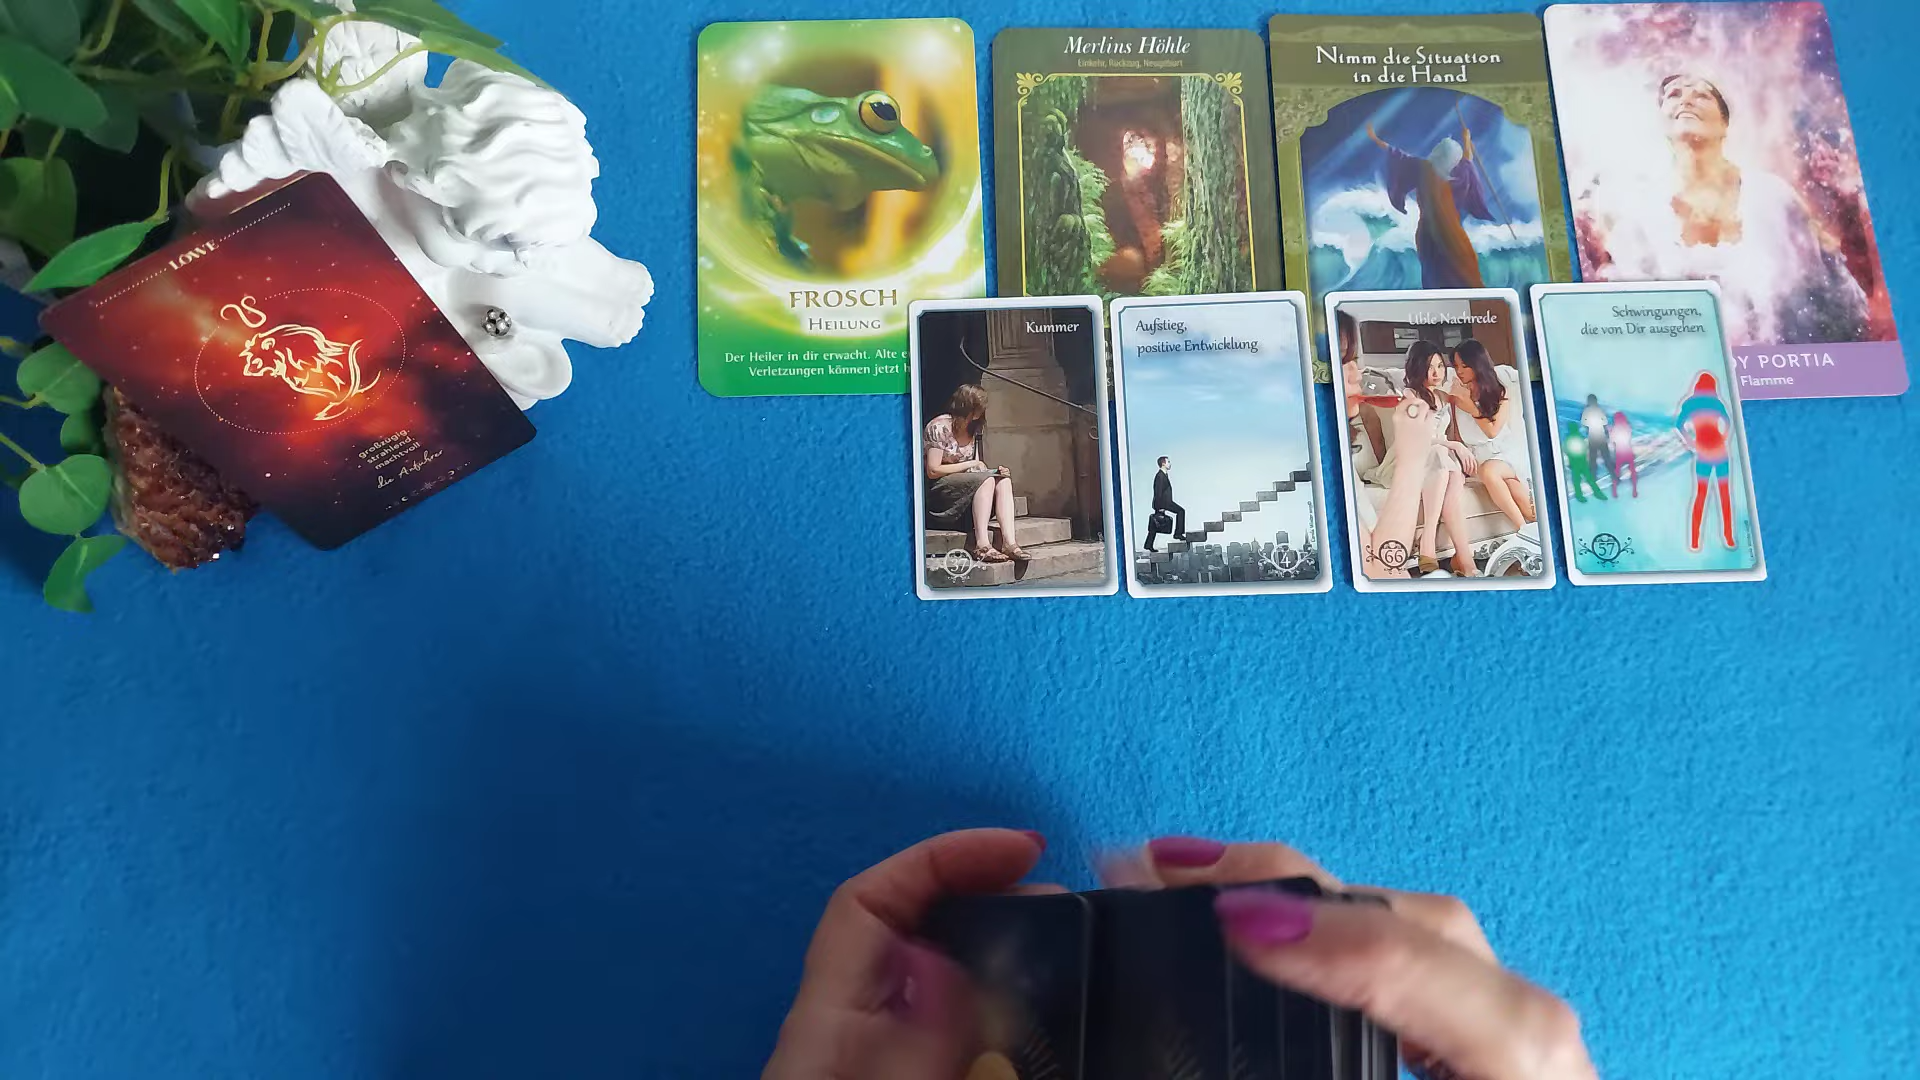 LÖWE
großzügig,
strahlend,
machtvoll
die Anführer
FROSCH
HEILUNG
Der Heiler in dir erwacht. Alte
Verletzungen können jetzt
Merlins Höhle
Einkehr, Rückzug, Neugeburt
Nimm die Situation
in die Hand
DY PORTIA
Flamme
Kummer
37
Aufstieg,
positive Entwicklung
4
Üble Nachrede
66
Schwingungen,
die von Dir ausgehen
57